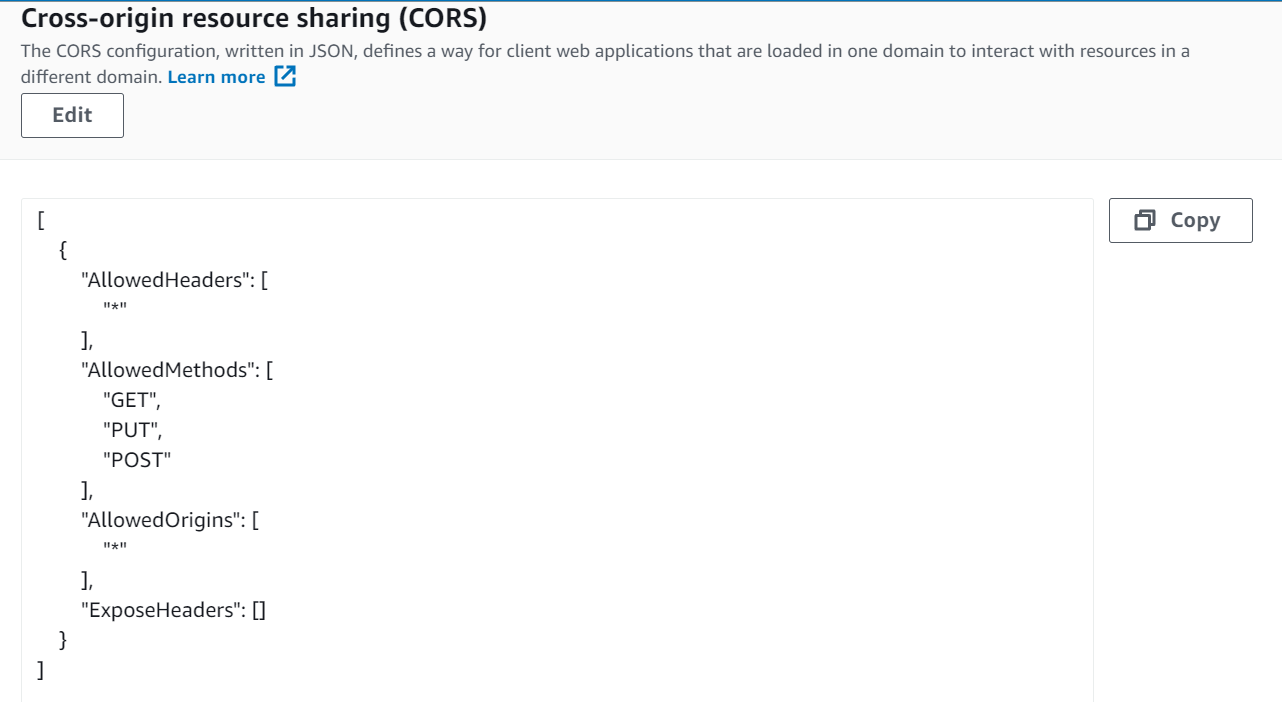 Cross-origin resource sharing (CORS)
The CORS configuration, written in JSON, defines a way for client web applications that are loaded in one domain to interact with resources in a
different domain. Learn more
Edit
Copy
[
{
"AllowedHeaders": [
"*"
],
"AllowedMethods": [
"GET",
"PUT",
"POST"
],
"AllowedOrigins": [
"*"
],
"ExposeHeaders": []
}
]